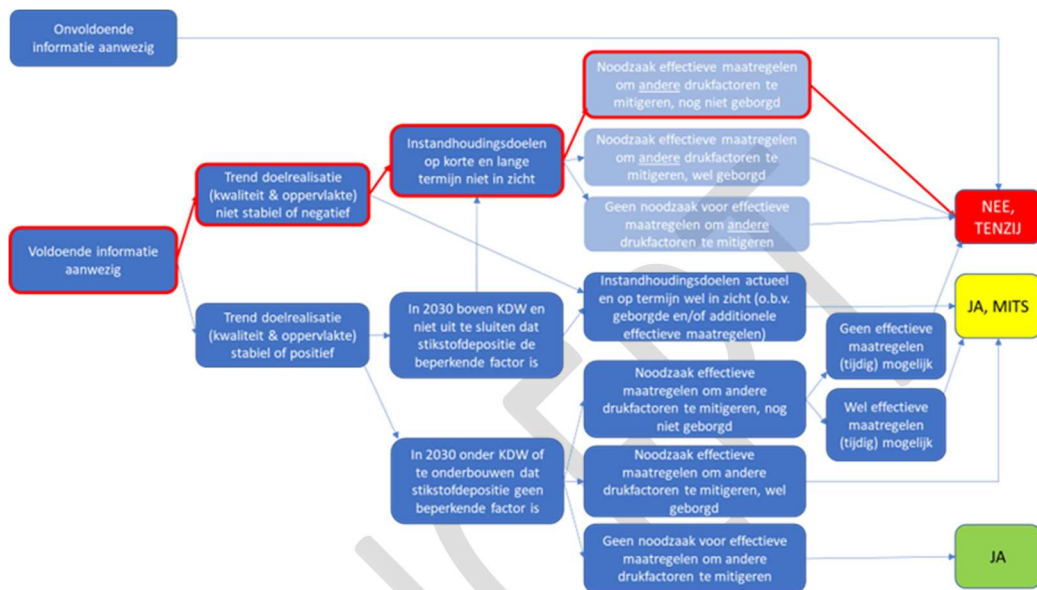 Onvoldoende
informatie aanwezig
Voldoende informatie
aanwezig
Trend doelrealisatie
(kwaliteit & oppervlakte)
niet stabiel of negatief
Trend doelrealisatie
(kwaliteit & oppervlakte)
stabiel of positief
Instandhoudingsdoelen
op korte en lange
termijn niet in zicht
In 2030 boven KDW en
niet uit te sluiten dat
stikstofdepositie de
beperkende factor is
In 2030 onder KDW of
te onderbouwen dat
stikstofdepositie geen
beperkende factor is
Noodzaak effectieve maatregelen
om andere drukfactoren te
mitigeren, nog niet geborgd
Noodzaak effectieve maatregelen
om andere drukfactoren te
mitigeren, wel geborgd
Geen noodzaak voor effectieve
maatregelen om andere
drukfactoren te mitigeren
Instandhoudingsdoelen actueel
en op termijn wel in zicht (o.b.v.
geborgde en/of additionele
effectieve maatregelen)
Noodzaak effectieve
maatregelen om andere
drukfactoren te mitigeren, nog
niet geborgd
Noodzaak effectieve
maatregelen om andere
drukfactoren te mitigeren, wel
geborgd
Geen noodzaak voor effectieve
maatregelen om andere
drukfactoren te mitigeren
Geen effectieve
maatregelen
(tijdig) mogelijk
Wel effectieve
maatregelen
(tijdig) mogelijk
NEE,
TENZIJ
JA, MITS
JA